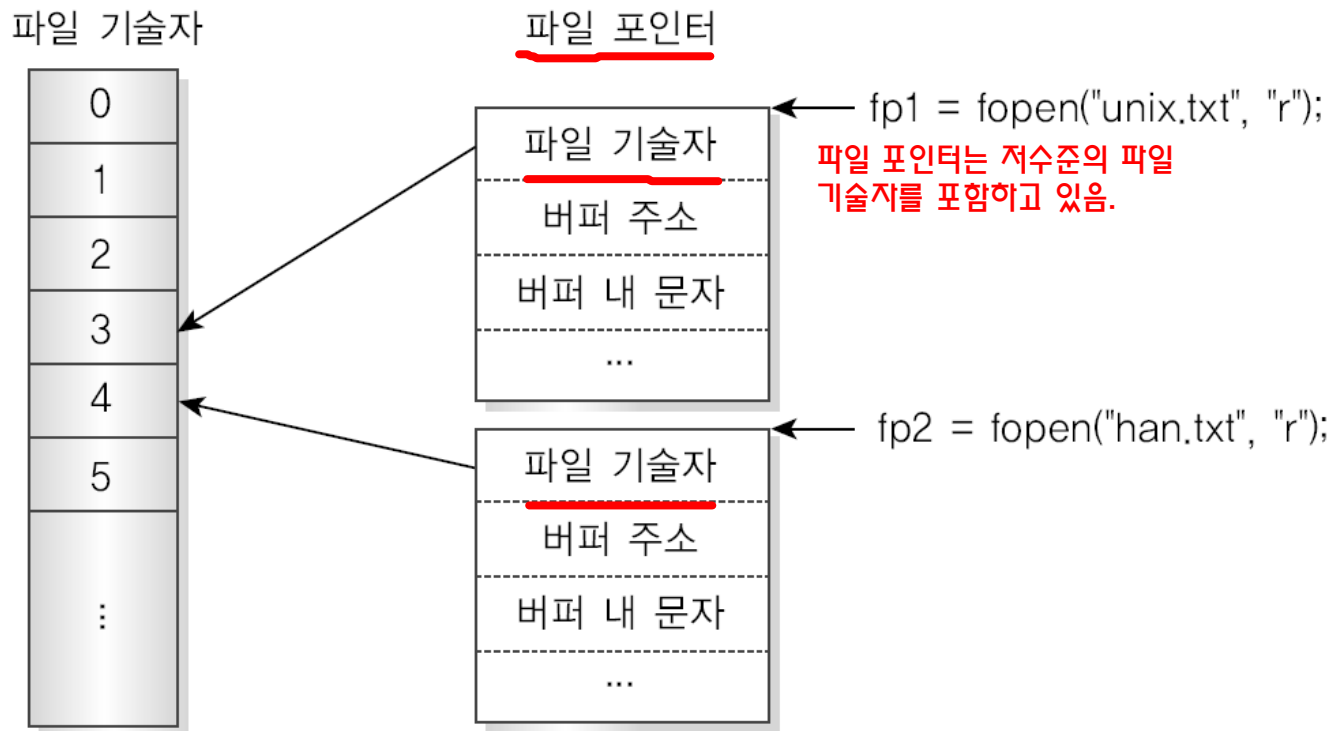 파일 기술자
0
1
2
3
4
5
⋮
파일 포인터
파일 기술자
버퍼 주소
버퍼 내 문자
...
fp1 = fopen("unix.txt", "r");
파일 포인터는 저수준의 파일
기술자를 포함하고 있음.
파일 기술자
버퍼 주소
버퍼 내 문자
...
fp2 = fopen("han.txt", "r");